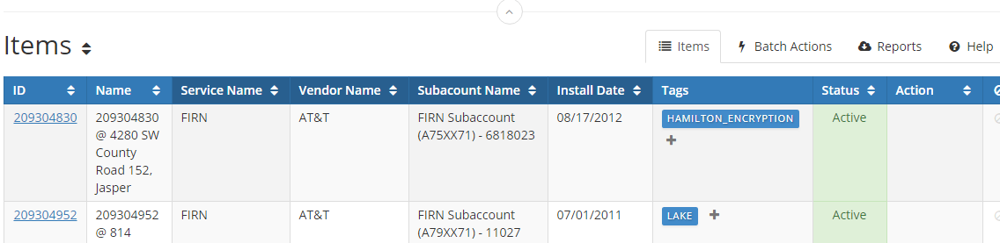 Items
Items Batch Actions Reports Help
ID Name Service Name Vendor Name Subacount Name Install Date Tags Status Action
209304830 209304830 FIRN AT&T FIRN Subaccount 08/17/2012 HAMILTON_ENCRYPTION Active
@ 4280 SW (A75XX71) - 6818023
County
Road 152,
Jasper
209304952 209304952 FIRN AT&T FIRN Subaccount 07/01/2011 LAKE Active
@ 814 (A79XX71) - 11027